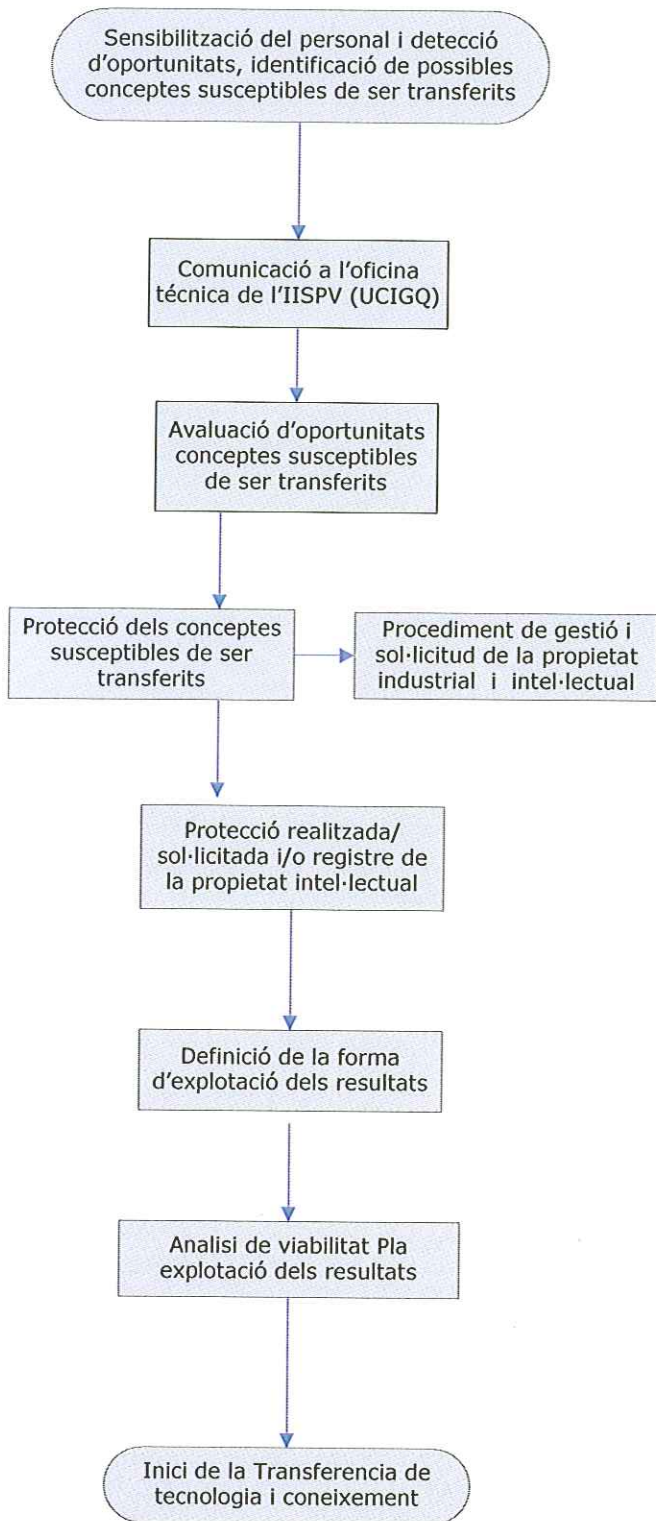 Sensibilització del personal i detecció
d'oportunitats, identificació de possibles
conceptes susceptibles de ser transferits
Comunicació a l'oficina
técnica de l'IISPV (UCIGQ)
Avaluació d'oportunitats
conceptes susceptibles
de ser transferits
Protecció dels conceptes
susceptibles de ser
transferits
Procediment de gestió i
sol·licitud de la propietat
industrial i intel·lectual
Protecció realitzada/
sol·licitada i/o registre de
la propietat intel·lectual
Definició de la forma
d'explotació dels resultats
Analisi de viabilitat Pla
explotació dels resultats
Inici de la Transferencia de
tecnologia i coneixement